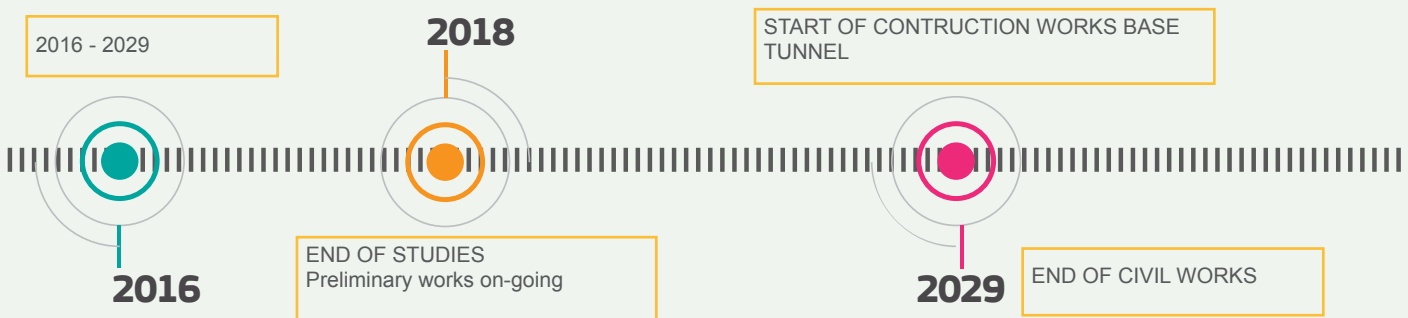 2016 - 2029
2018
START OF CONTRUCTION WORKS BASE
TUNNEL
2016
END OF STUDIES
Preliminary works on-going
2029
END OF CIVIL WORKS